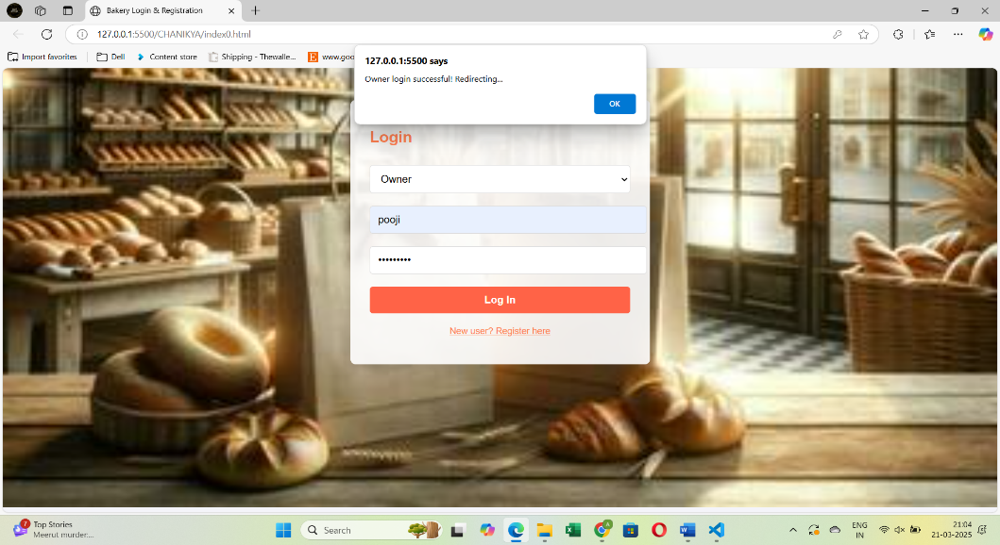 Bakery Login & Registration
127.0.0.1:5500/CHANIKYA/index0.html
Import favorites
Dell
Content store
Shipping - Thewalle...
www.goo
127.0.0.1:5500 says
Owner login successful! Redirecting...
OK
Login
Owner
pooji
•••••••••
Log In
New user? Register here
7
Top Stories
Meerut murder....
Search
ENG
IN
21:04
21-03-2025